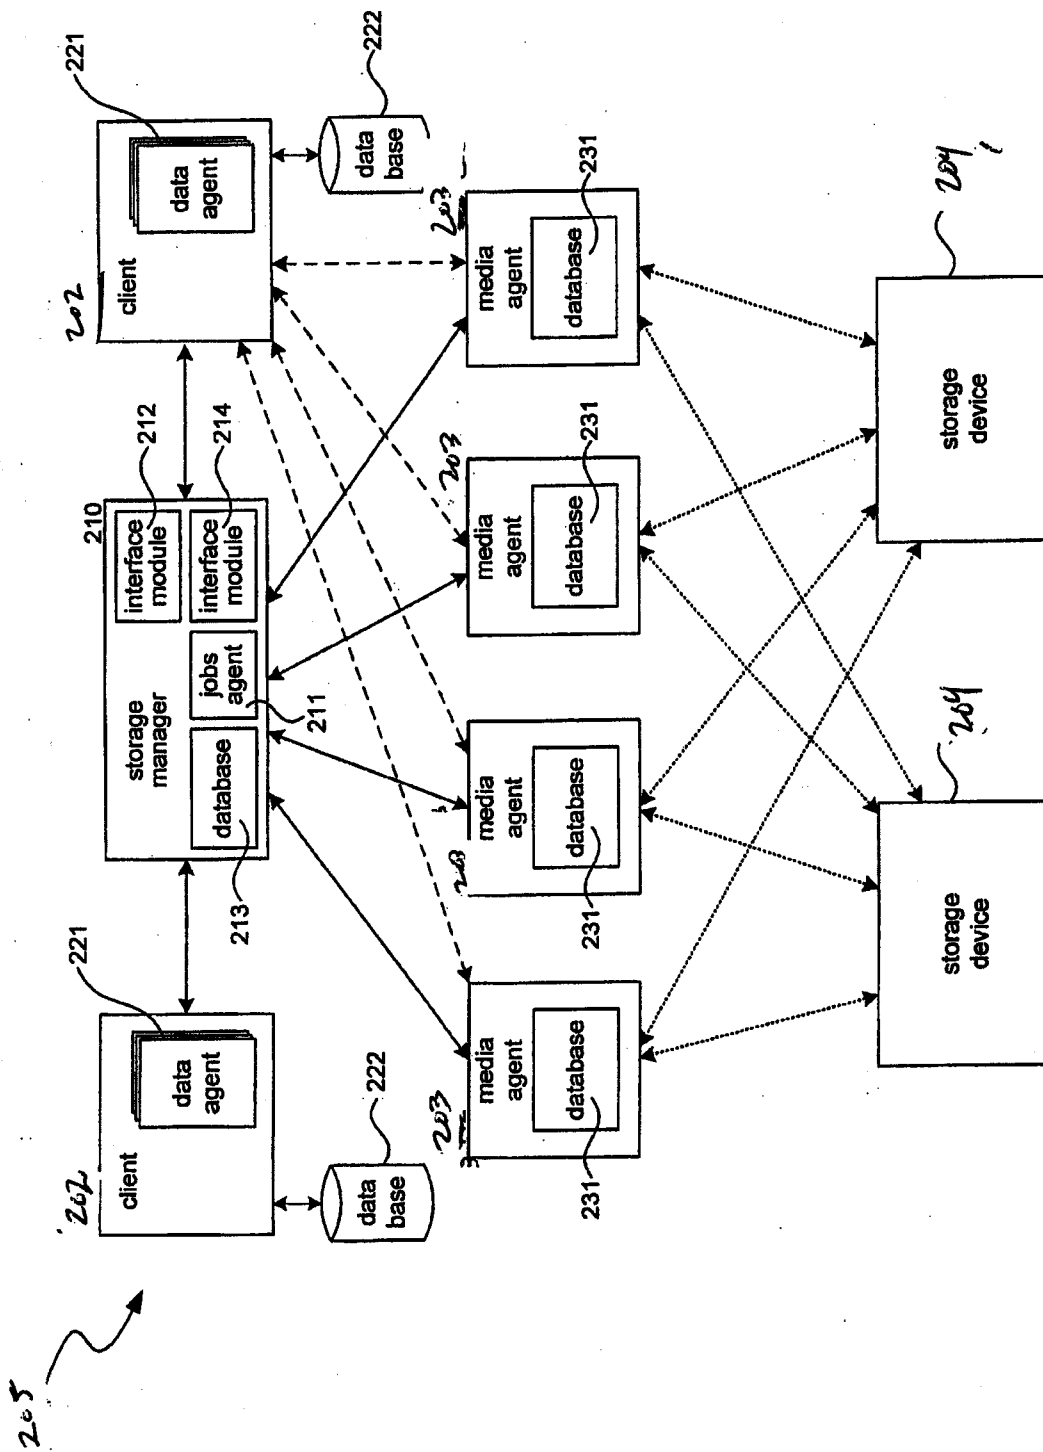 205
202
client
data
agent
221
data
base
222
storage
manager
210
database
213
jobs
agent
211
interface
module
212
interface
module
214
202
client
data
agent
221
data
base
222
203
media
agent
database
231
203
media
agent
database
231
203
media
agent
database
231
203
media
agent
database
231
storage
device
204
storage
device
204